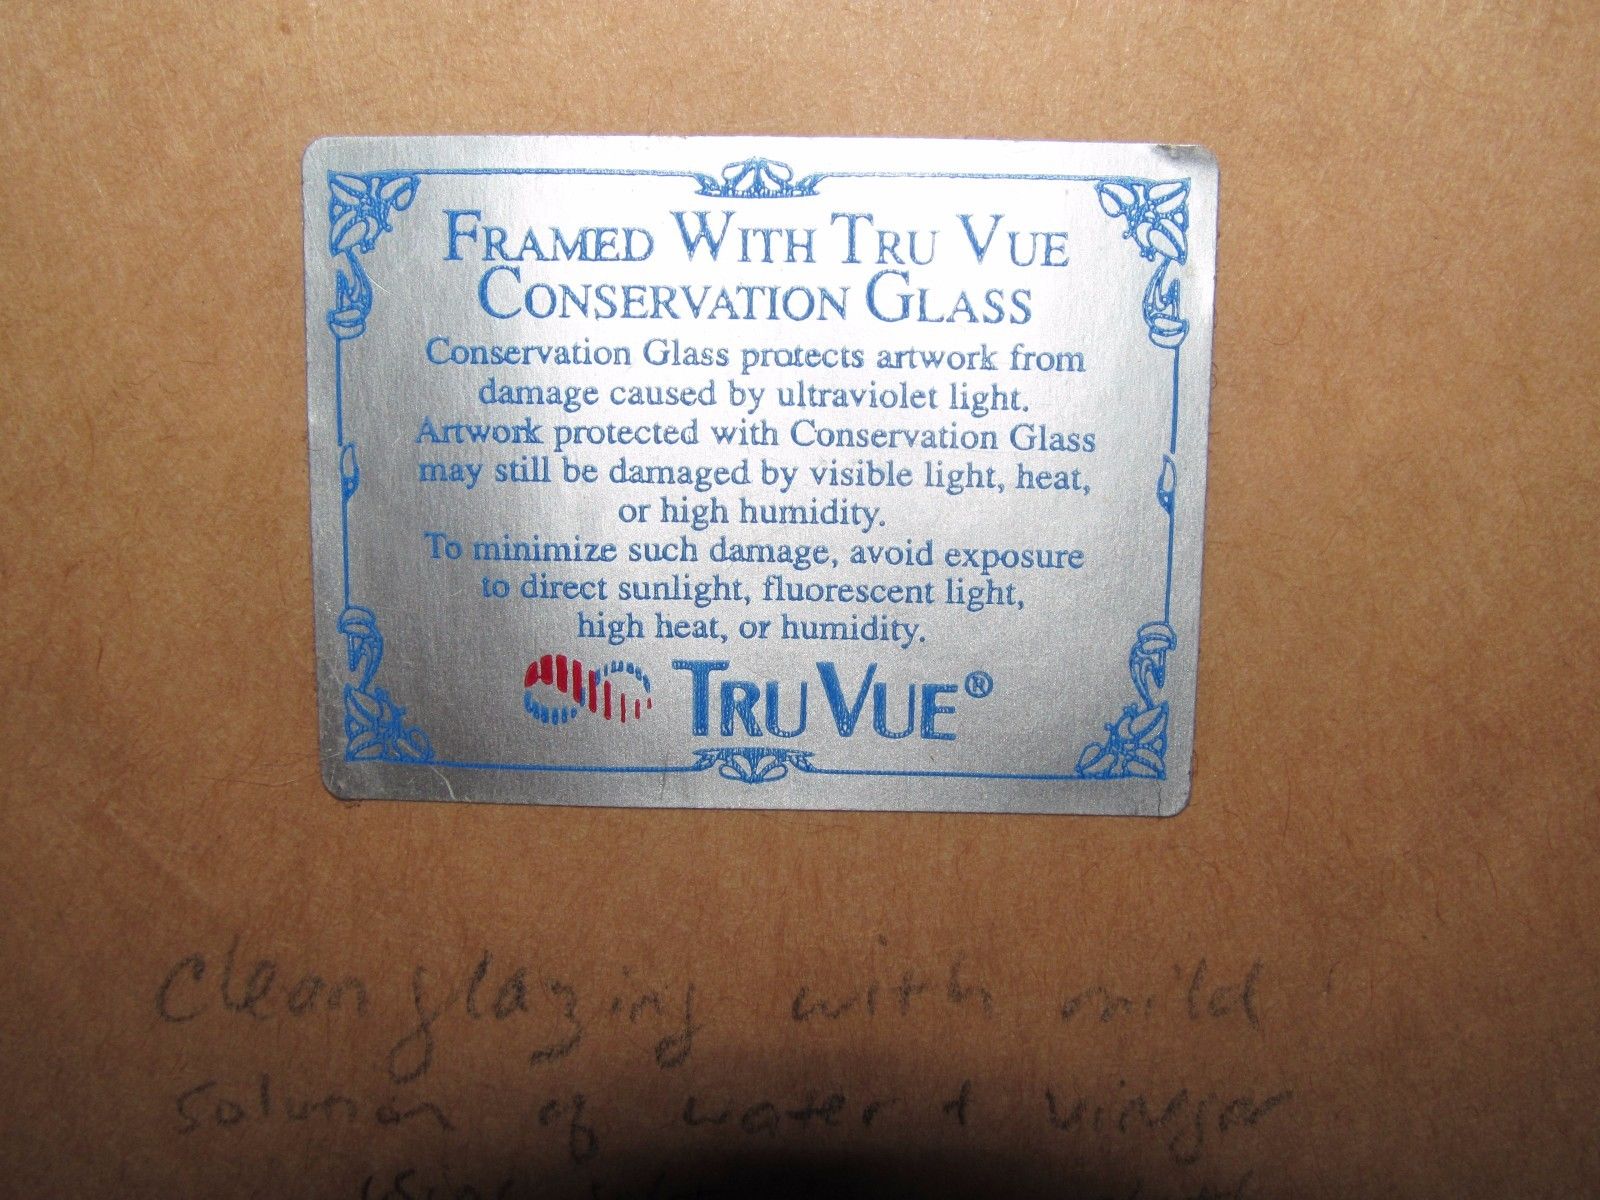 FRAMED WITH TRU VUE
CONSERVATION GLASS
Conservation Glass protects artwork from
damage caused by ultraviolet light.
Artwork protected with Conservation Glass
may still be damaged by visible light, heat,
or high humidity.
To minimize such damage, avoid exposure
to direct sunlight, fluorescent light,
high heat, or humidity.
TRU VUE®
Clean glazing with mild
solution of water + vinegar